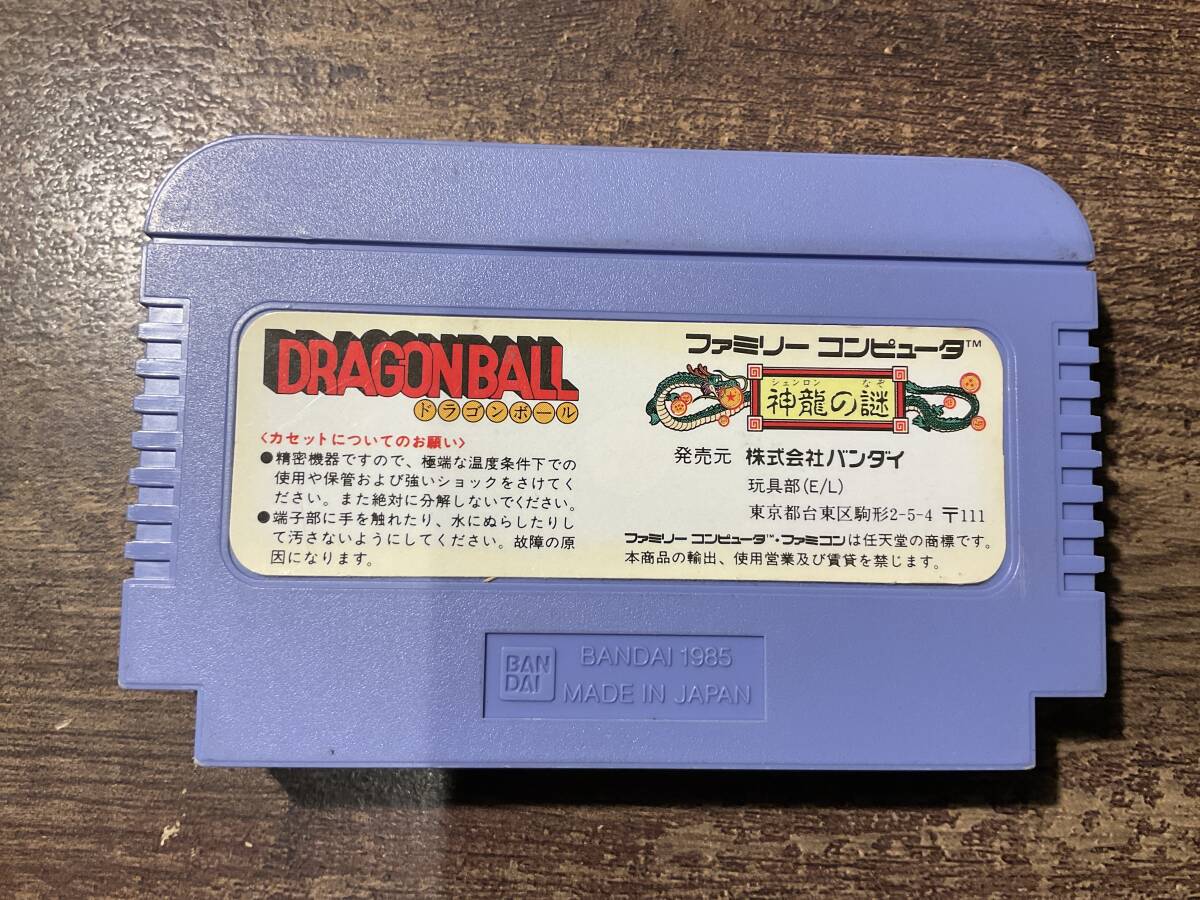 DRAGONBALL
ドラゴンボール
〈カセットについてのお願い〉
●精密機器ですので、極端な温度条件下での
使用や保管および強いショックをさけてく
ださい。また絶対に分解しないでください。
●端子部に手を触れたり、水にぬらしたりし
て汚さないようにしてください。故障の原
因になります。
ファミリー コンピュータ™
シェンロン なぞ
神龍の謎
発売元 株式会社バンダイ
玩具部(E/L)
東京都台東区駒形2-5-4 〒111
ファミリー コンピュータ™・ファミコンは任天堂の商標です。
本商品の輸出、使用営業及び賃貸を禁じます。
BAN
DAI
BANDAI 1985
MADE IN JAPAN